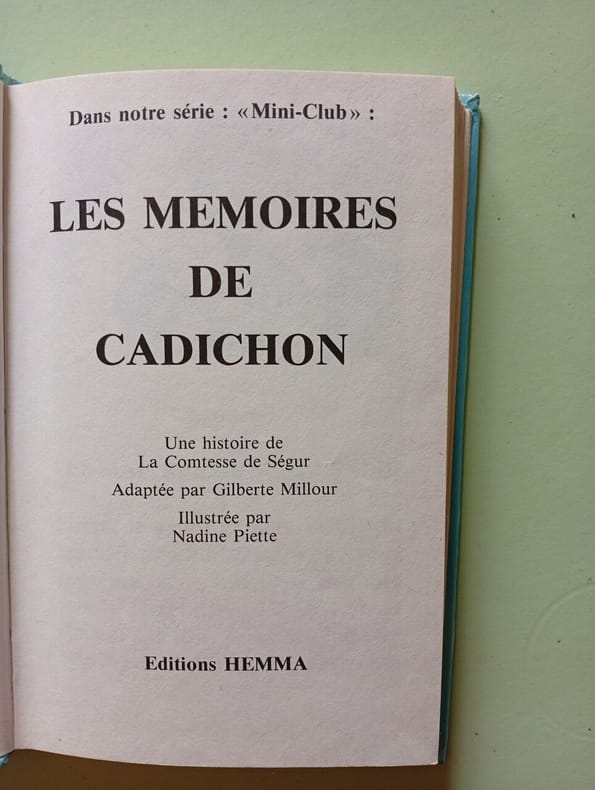 Dans notre série : «Mini-Club» :
LES MEMOIRES
DE
CADICHON
Une histoire de
La Comtesse de Ségur
Adaptée par Gilberte Millour
Illustrée par
Nadine Piette
Editions HEMMA